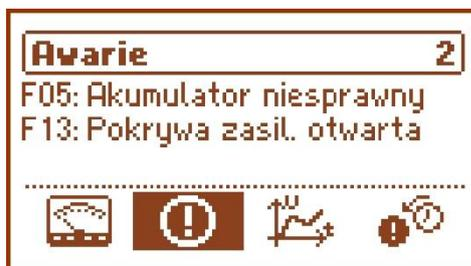 Awarie 2
F05: Akumulator niesprawny
F13: Pokrywa zasil. otwarta
U
t